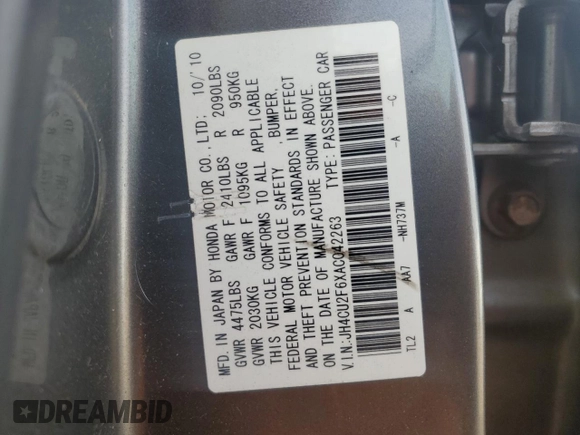 MFD. IN JAPAN BY HONDA MOTOR CO., LTD; 10/'10
GVWR 4475LBS GAWR F 2410LBS R 2090LBS
GVWR 2030KG GAWR F 1095KG R 950KG
THIS VEHICLE CONFORMS TO ALL APPLICABLE
FEDERAL MOTOR VEHICLE SAFETY, BUMPER,
AND THEFT PREVENTION STANDARDS IN EFFECT
ON THE DATE OF MANUFACTURE SHOWN ABOVE.
V.I.N:JH4CU2F6XAC042263 TYPE: PASSENGER CAR
TL2 A AA7 -NH737M -A -C
DREAMBID